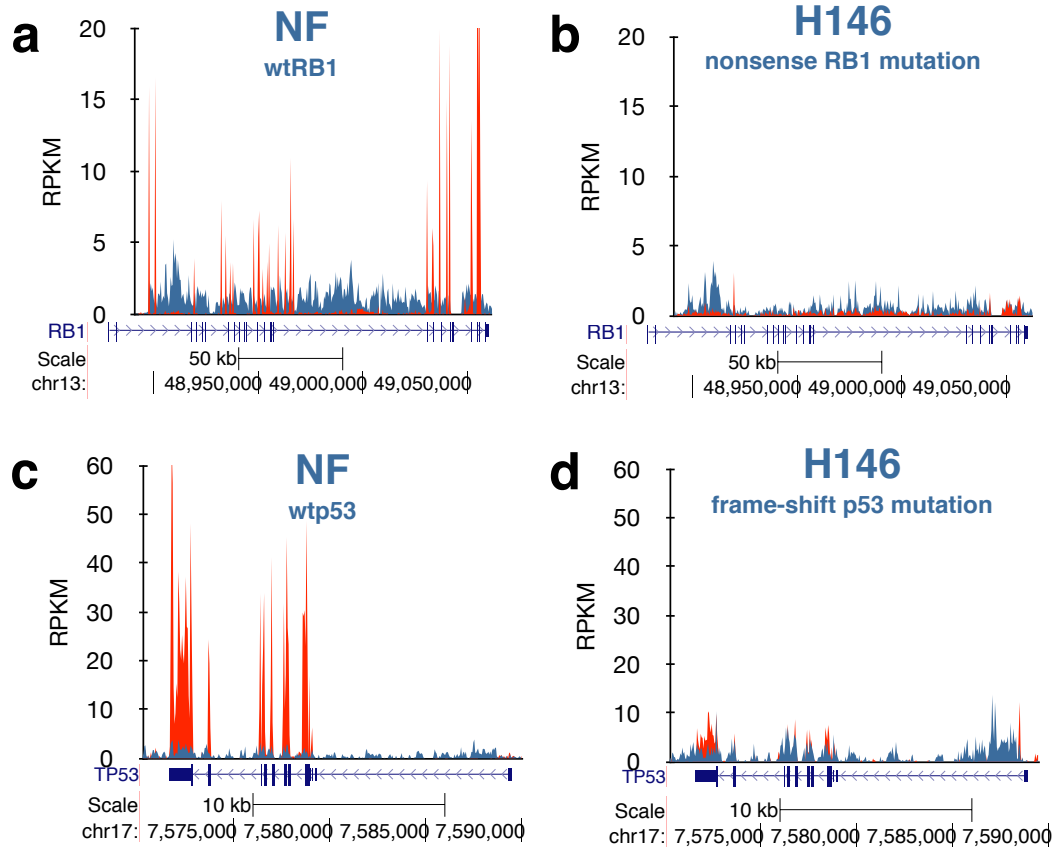 a
NF
wtRB1
20
15
10
5
0
RPKM
RB1
Scale
50 kb
chr13:
48,950,000
49,000,000
49,050,000
b
H146
nonsense RB1 mutation
20
15
10
5
0
RPKM
RB1
Scale
50 kb
chr13:
48,950,000
49,000,000
49,050,000
c
NF
wtp53
60
50
40
30
20
10
0
RPKM
TP53
Scale
10 kb
chr17:
7,575,000
7,580,000
7,585,000
7,590,000
d
H146
frame-shift p53 mutation
60
50
40
30
20
10
0
RPKM
TP53
Scale
10 kb
chr17:
7,575,000
7,580,000
7,585,000
7,590,000